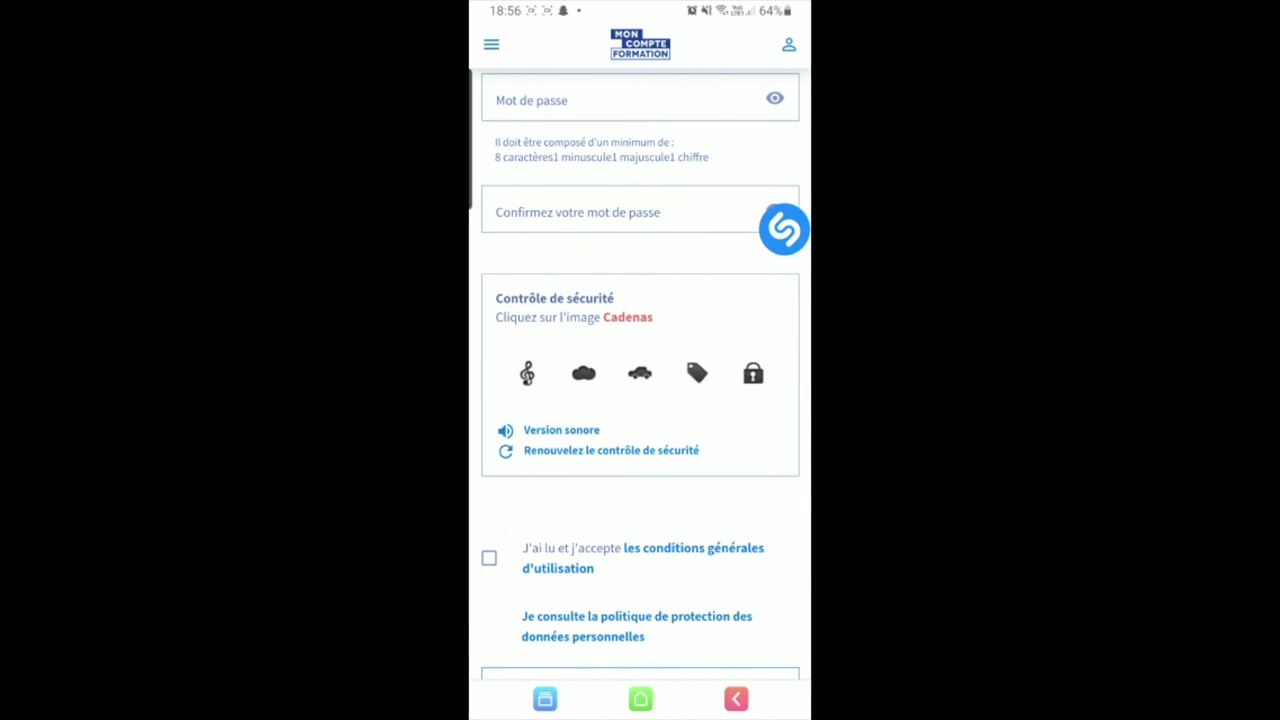 18:56
64%
MON
COMPTE
FORMATION
Mot de passe
Il doit être composé d'un minimum de :
8 caractères1 minuscule1 majuscule1 chiffre
Confirmez votre mot de passe
Contrôle de sécurité
Cliquez sur l'image Cadenas
Version sonore
Renouvelez le contrôle de sécurité
J'ai lu et j'accepte les conditions générales
d'utilisation
Je consulte la politique de protection des
données personnelles